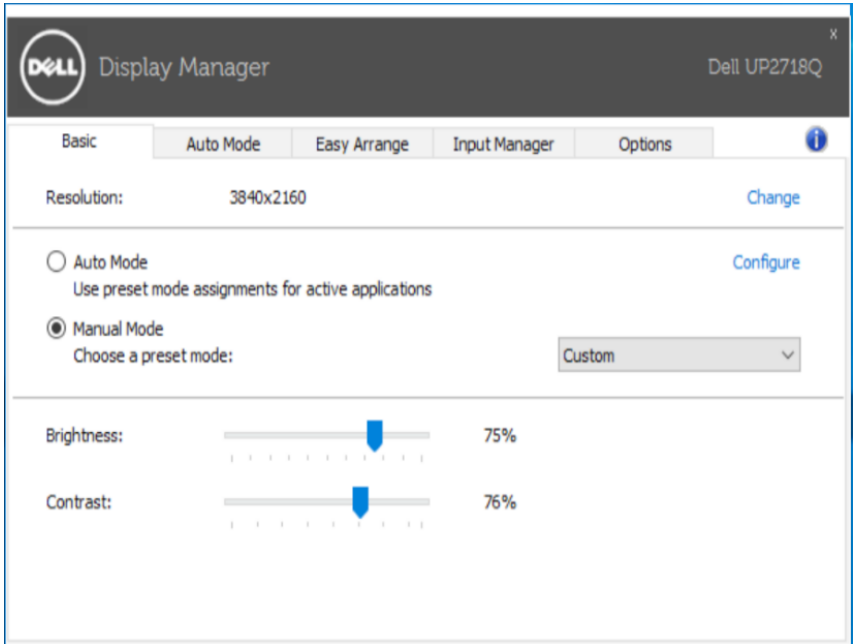 DELL Display Manager
x
Dell UP2718Q
Basic Auto Mode Easy Arrange Input Manager Options i
Resolution: 3840x2160 Change
Auto Mode Configure
Use preset mode assignments for active applications
Manual Mode
Choose a preset mode: Custom
Brightness: 75%
Contrast: 76%